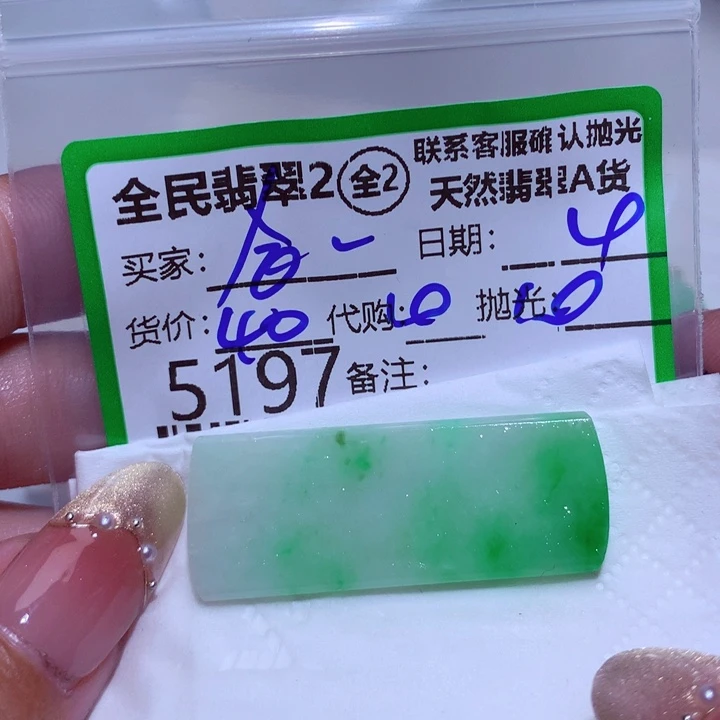 全民翡翠2 全2
联系客服确认抛光
天然翡翠A货
买家:
日期: 4
货价: 40 代购: 抛光:
5197 备注: